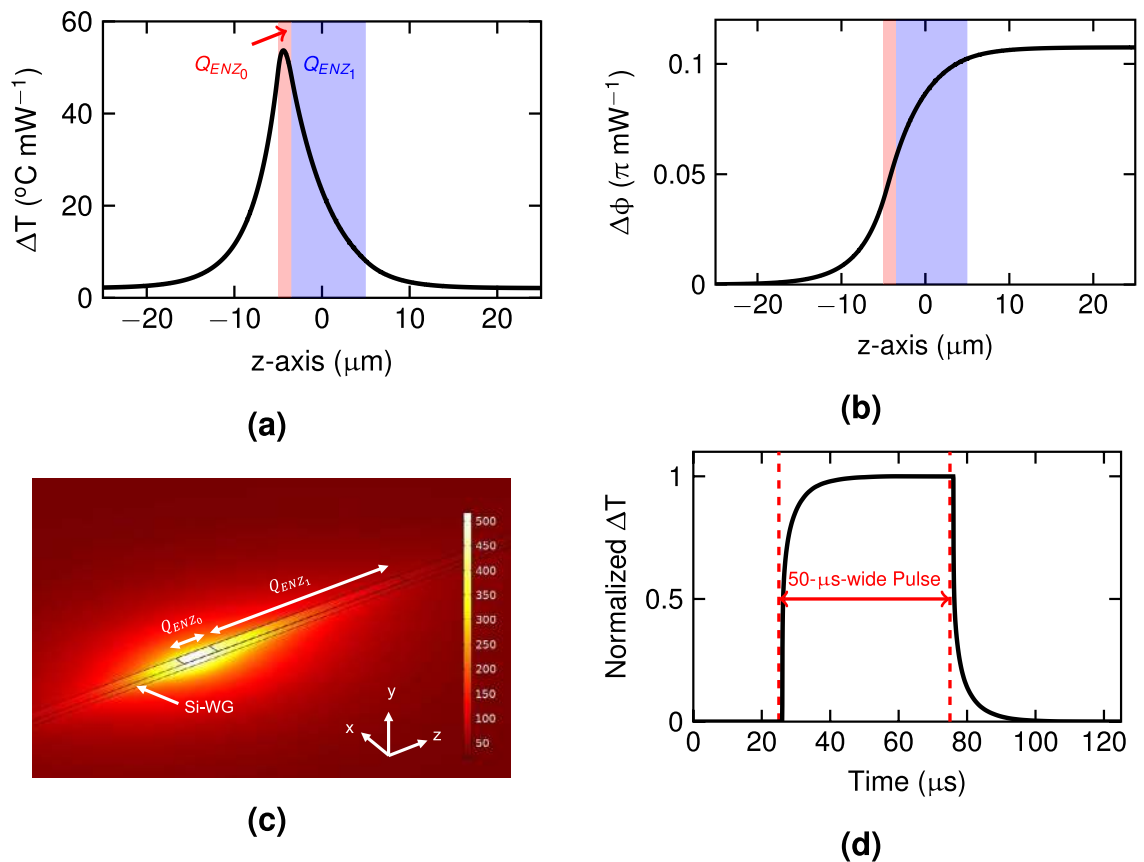 60
40
20
0
ΔT (ºC mW⁻¹)
Q_ENZ₀
Q_ENZ₁
−20 −10 0 10 20
z-axis (μm)
(a)
0.1
0.05
0
Δϕ (π mW⁻¹)
−20 −10 0 10 20
z-axis (μm)
(b)
Q_ENZ₁
Q_ENZ₀
Si-WG
y
x
z
500
450
400
350
300
250
200
150
100
50
(c)
1
0.5
0
Normalized ΔT
50-μs-wide Pulse
0 20 40 60 80 100 120
Time (μs)
(d)